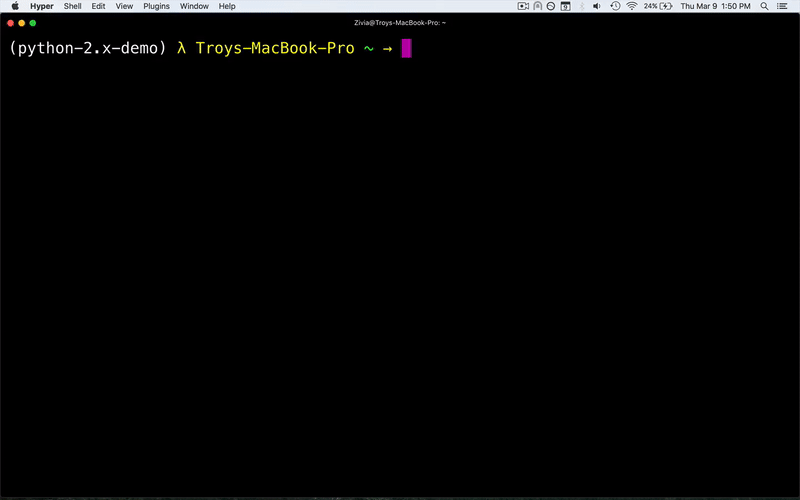 Hyper Shell Edit View Plugins Window Help 9 24% Thu Mar 9 1:50 PM
Zivia@Troys-MacBook-Pro: ~
(python-2.x-demo) λ Troys-MacBook-Pro ~ →